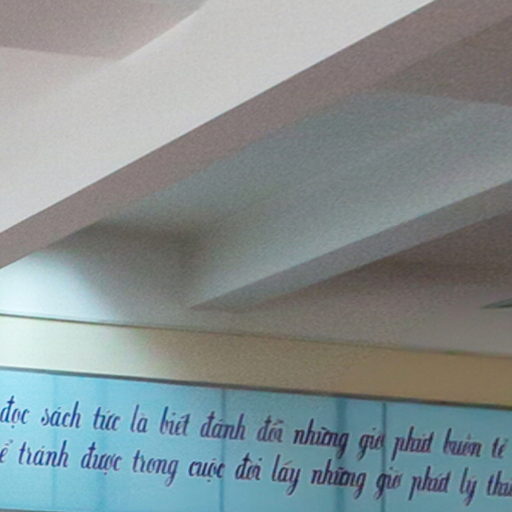 đọc sách tức là biết đánh đổi những giờ phút buồn tẻ
ể tránh được trong cuộc đời lấy những giờ phút lý thú